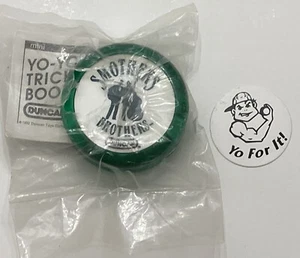 mini
YO-YO
TRICK
BOOK
DUNCAN
SMOTHERS
BROTHERS
DUNCAN
Yo For It!